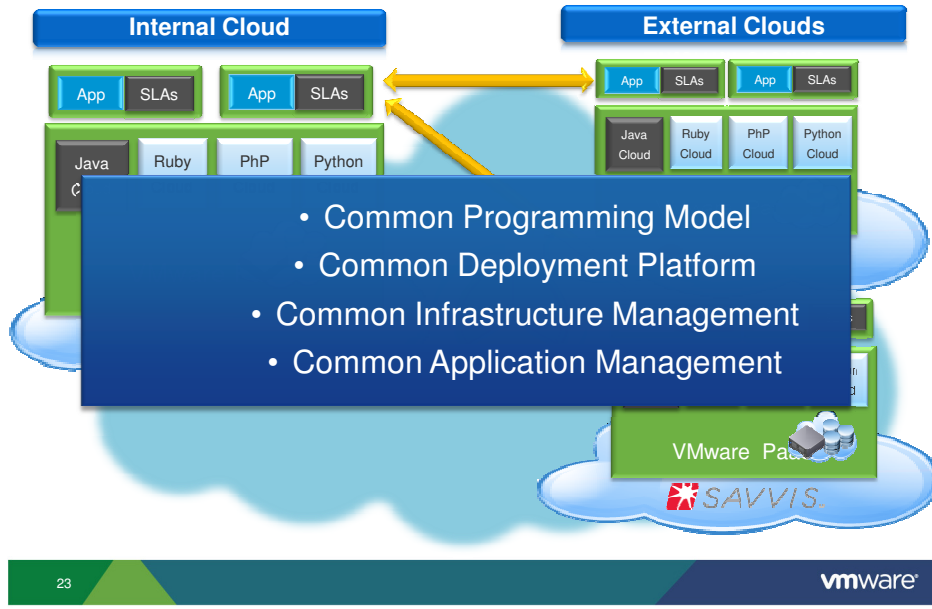 Internal Cloud
External Clouds
App SLAs App SLAs
App SLAs App SLAs
Java Ruby PhP Python
Java Cloud Ruby Cloud PhP Cloud Python Cloud
• Common Programming Model
• Common Deployment Platform
• Common Infrastructure Management
• Common Application Management
VMware
SAVVIS
23
vmware